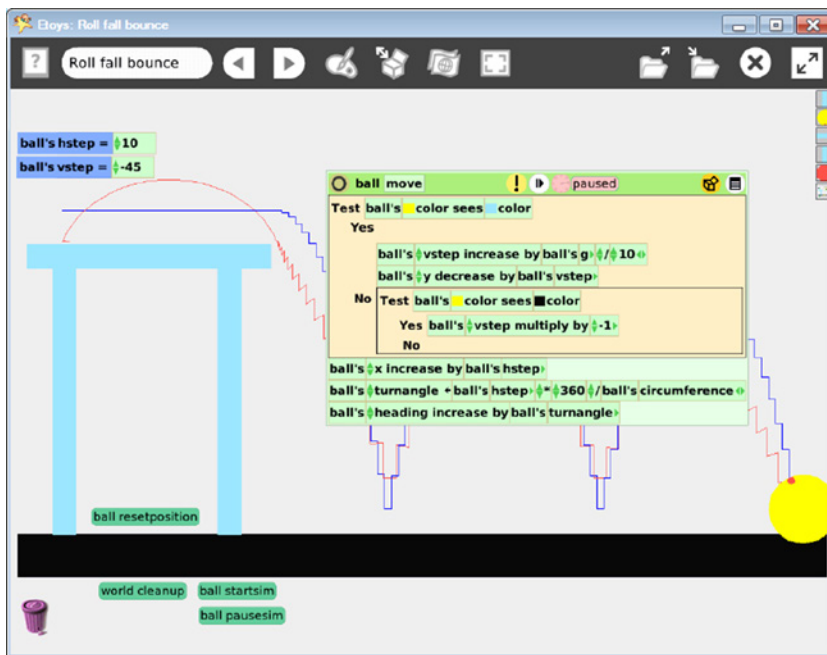 Etoys: Roll fall bounce
? Roll fall bounce
ball's hstep = 10
ball's vstep = -45
ball move ! paused
Test ball's color sees color
Yes
ball's vstep increase by ball's g / 10
ball's y decrease by ball's vstep
No Test ball's color sees color
Yes ball's vstep multiply by -1
No
ball's x increase by ball's hstep
ball's turnangle ball's hstep * 360 / ball's circumference
ball's heading increase by ball's turnangle
ball resetposition
world cleanup ball startsim
ball pausesim